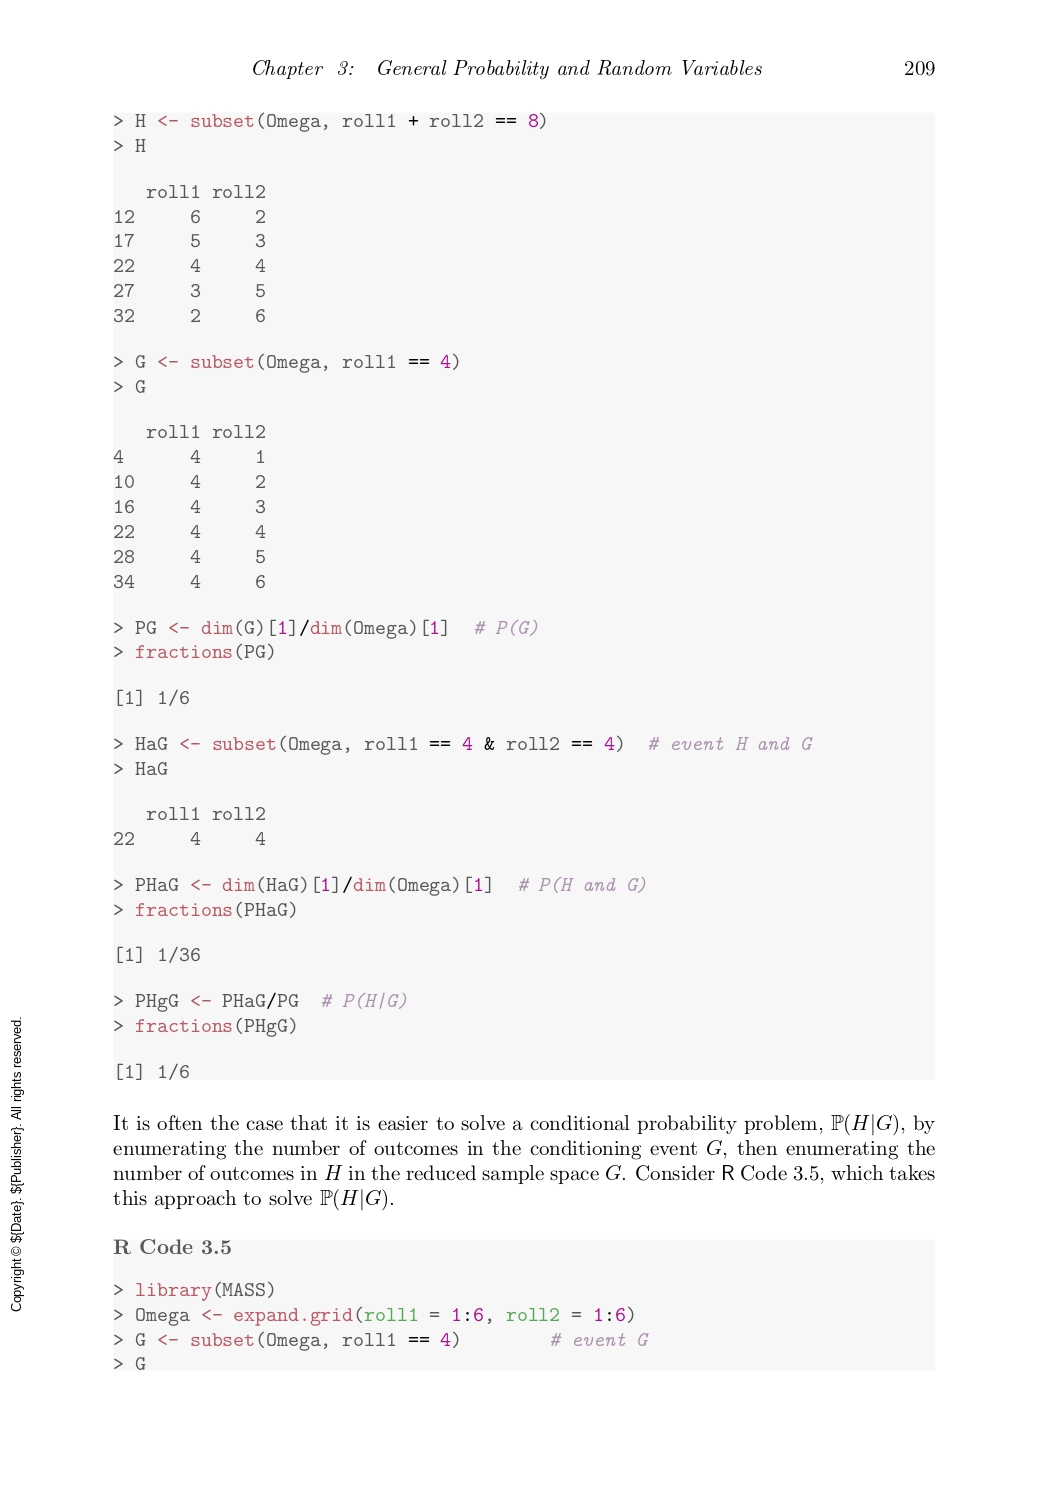 Chapter 3: General Probability and Random Variables 209
> H <- subset(Omega, roll1 + roll2 == 8)
> H
roll1 roll2
12 6 2
17 5 3
22 4 4
27 3 5
32 2 6
> G <- subset(Omega, roll1 == 4)
> G
roll1 roll2
4 4 1
10 4 2
16 4 3
22 4 4
28 4 5
34 4 6
> PG <- dim(G)[1]/dim(Omega)[1] # P(G)
> fractions(PG)
[1] 1/6
> HaG <- subset(Omega, roll1 == 4 & roll2 == 4) # event H and G
> HaG
roll1 roll2
22 4 4
> PHaG <- dim(HaG)[1]/dim(Omega)[1] # P(H and G)
> fractions(PHaG)
[1] 1/36
> PHgG <- PHaG/PG # P(H|G)
> fractions(PHgG)
[1] 1/6
It is often the case that it is easier to solve a conditional probability problem, ℙ(H|G), by
enumerating the number of outcomes in the conditioning event G, then enumerating the
number of outcomes in H in the reduced sample space G. Consider R Code 3.5, which takes
this approach to solve ℙ(H|G).
R Code 3.5
> library(MASS)
> Omega <- expand.grid(roll1 = 1:6, roll2 = 1:6)
> G <- subset(Omega, roll1 == 4) # event G
> G
Copyright © ${Date}. ${Publisher}. All rights reserved.